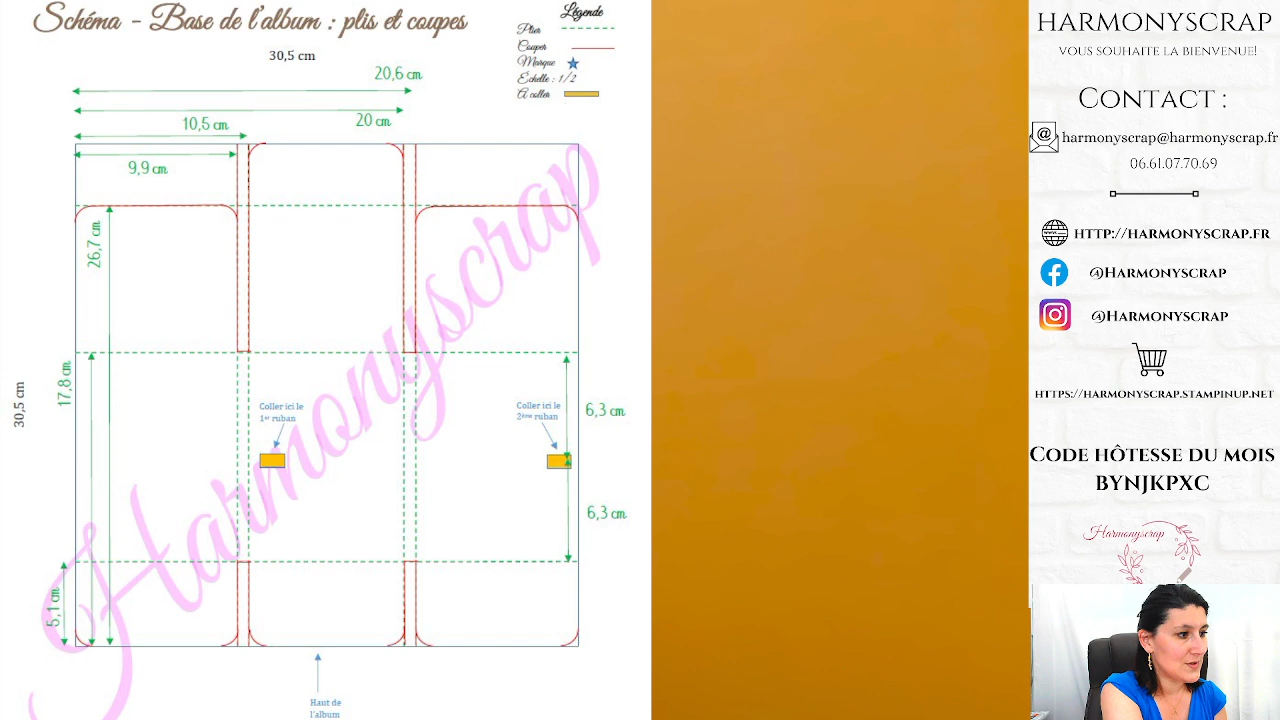 Schéma - Base de l'album : plis et coupes
Légende
Plier
Couper
Marque
Echelle : 1/2
A coller
30,5 cm
20,6 cm
20 cm
10,5 cm
9,9 cm
26,7 cm
17,8 cm
30,5 cm
5,1 cm
Coller ici le
1er ruban
Coller ici le
2ème ruban
6,3 cm
6,3 cm
Haut de
l'album
Harmonyscrap
HARMONYSCRAP
VOUS SOUHAITE LA BIENVENUE!
CONTACT :
harmonyscrap@harmonyscrap.fr
06.61.07.70.69
HTTP://HARMONYSCRAP.FR
@HARMONYSCRAP
@HARMONYSCRAP
HTTPS://HARMONYSCRAP.STAMPINUP.NET
CODE HÔTESSE DU MOIS
BYNJKPXC
Harmonyscrap